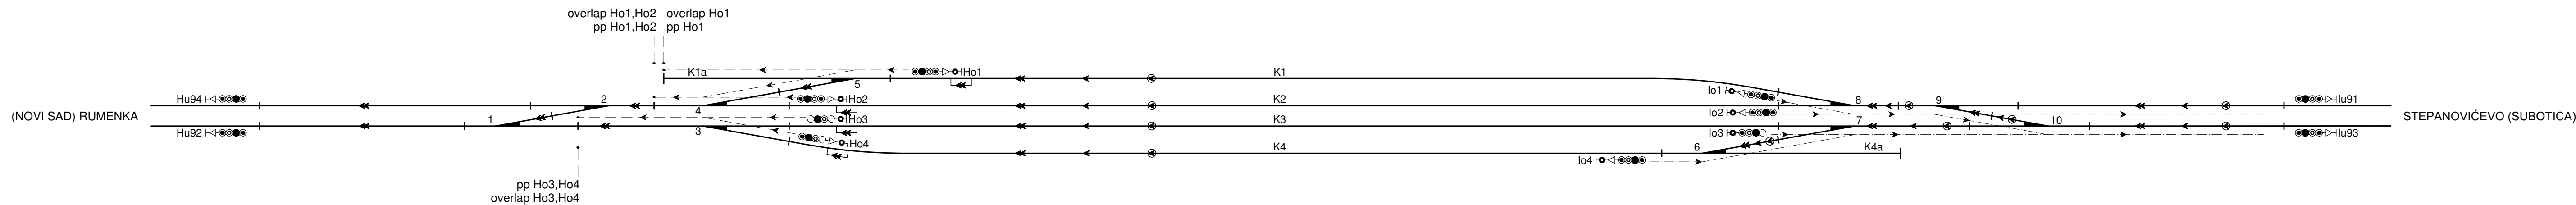 overlap Ho1,Ho2
overlap Ho1
pp Ho1,Ho2
pp Ho1
K1a
5
Ho1
K1
Io1
Hu94
2
4
Ho2
K2
Io2
8
9
Iu91
(NOVI SAD) RUMENKA
STEPANOVIĆEVO (SUBOTICA)
Hu92
1
3
Ho3
K3
Io3
7
10
Iu93
Ho4
K4
Io4
6
K4a
pp Ho3,Ho4
overlap Ho3,Ho4